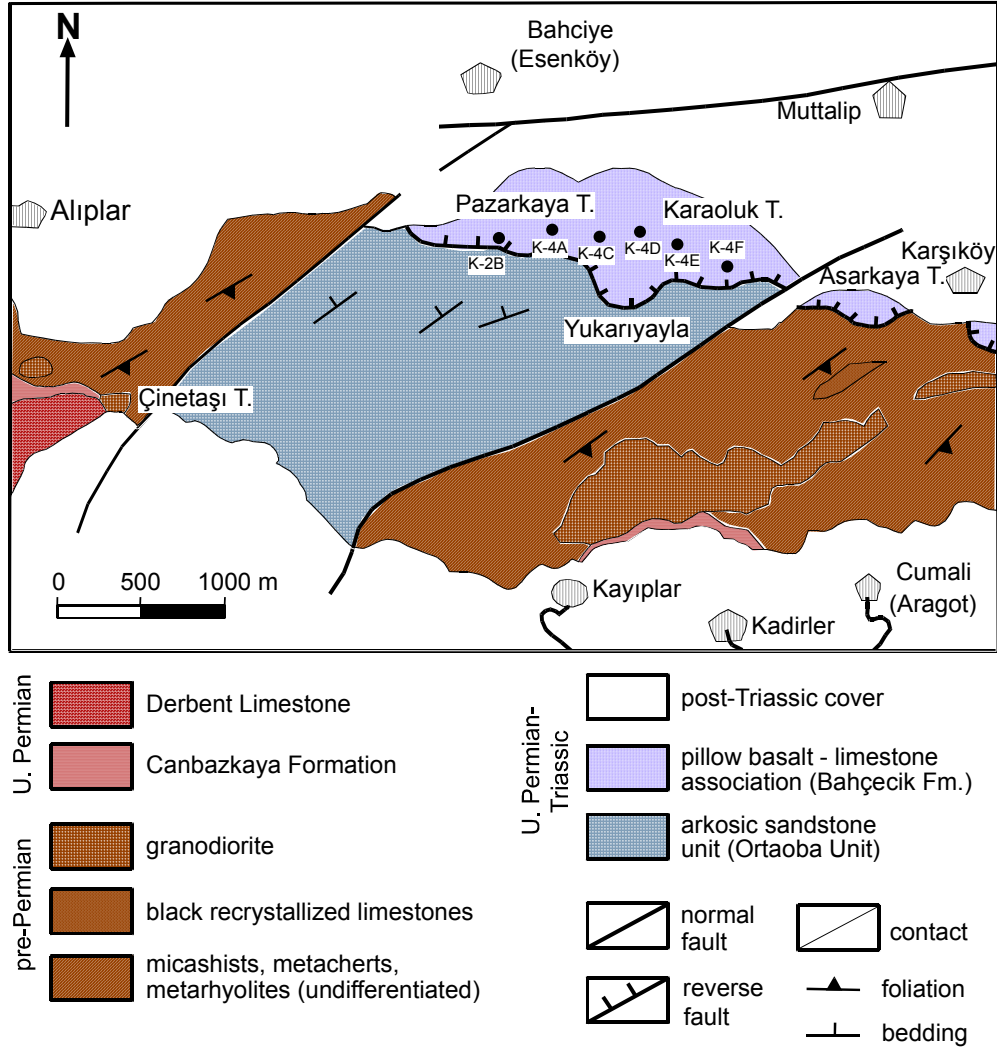 N
Bahciye
(Esenköy)
Muttalip
Alıplar
Pazarkaya T.
Karaoluk T.
K-2B
K-4A
K-4C
K-4D
K-4E
K-4F
Karşıköy
Asarkaya T.
Yukarıyayla
Çinetaşı T.
0 500 1000 m
Kayıplar
Kadirler
Cumali
(Aragot)
U. Permian
Derbent Limestone
Canbazkaya Formation
pre-Permian
granodiorite
black recrystallized limestones
micashists, metacherts,
metarhyolites (undifferentiated)
U. Permian-
Triassic
post-Triassic cover
pillow basalt - limestone
association (Bahçecik Fm.)
arkosic sandstone
unit (Ortaoba Unit)
normal
fault
reverse
fault
contact
foliation
bedding